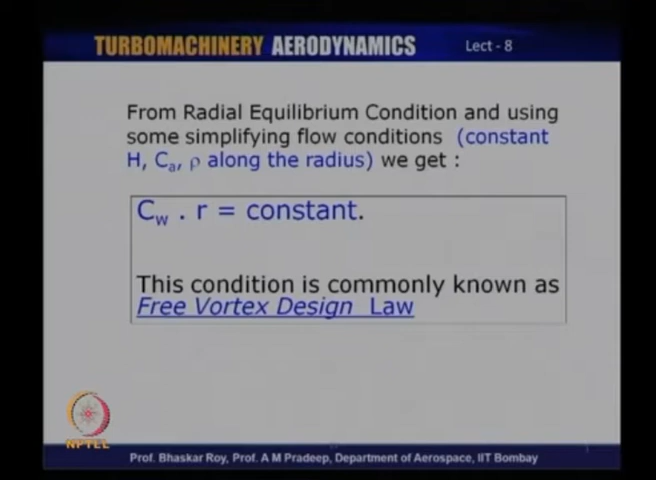 TURBOMACHINERY AERODYNAMICS Lect - 8
From Radial Equilibrium Condition and using
some simplifying flow conditions (constant
H, Ca, ρ along the radius) we get :
Cw . r = constant.
This condition is commonly known as
Free Vortex Design Law
NPTEL
Prof. Bhaskar Roy, Prof. A M Pradeep, Department of Aerospace, IIT Bombay